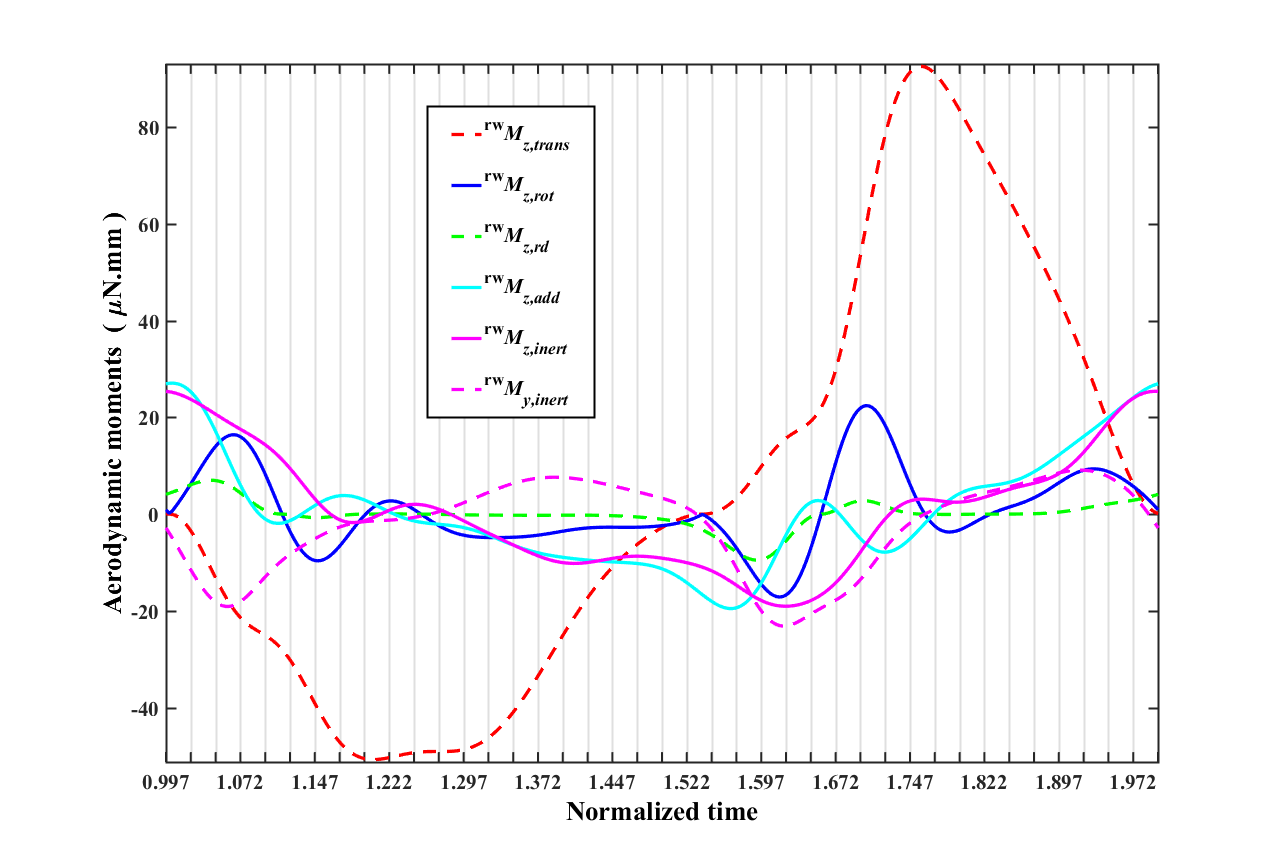 Aerodynamic moments ( μN.mm )
80
60
40
20
0
-20
-40
rwMz,trans
rwMz,rot
rwMz,rd
rwMz,add
rwMz,inert
rwMy,inert
0.997 1.072 1.147 1.222 1.297 1.372 1.447 1.522 1.597 1.672 1.747 1.822 1.897 1.972
Normalized time